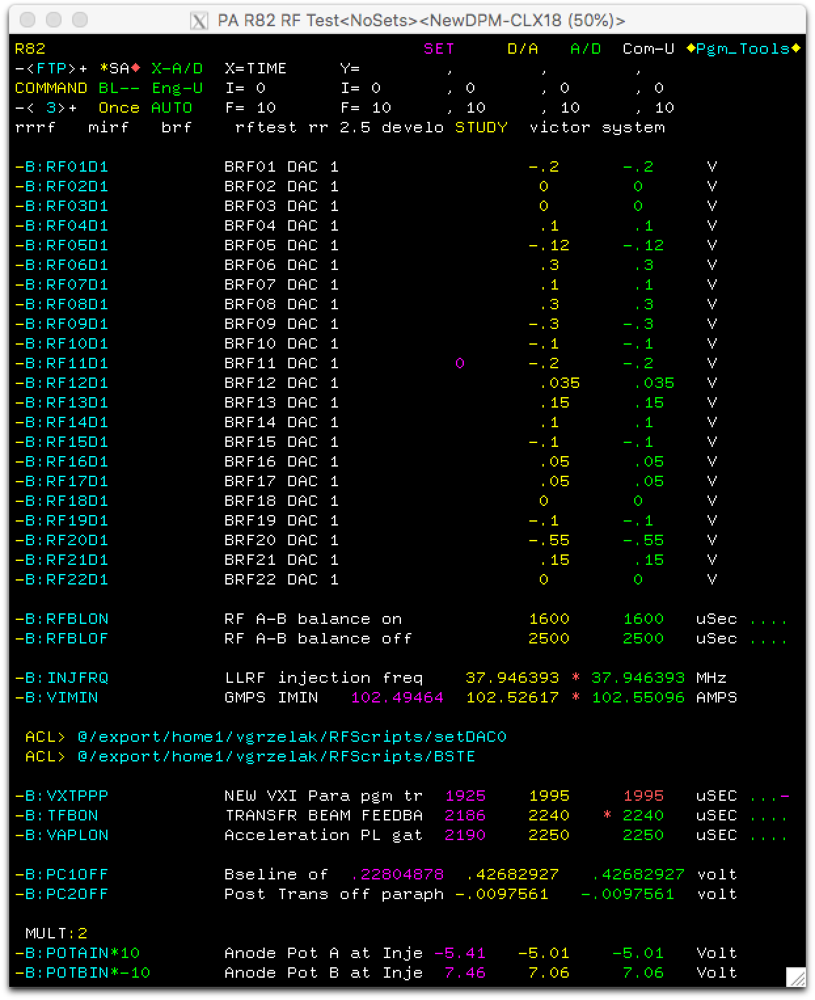 PA R82 RF Test<NoSets><NewDPM-CLX18 (50%)>
R82 SET D/A A/D Com-U ◆Pgm_Tools◆
-<FTP>+ *SA◆ X-A/D X=TIME Y= , , ,
COMMAND BL-- Eng-U I= 0 I= 0 , 0 , 0 , 0
-< 3>+ Once AUTO F= 10 F= 10 , 10 , 10 , 10
rrrf mirf brf rftest rr 2.5 develo STUDY victor system
-B:RF01D1 BRF01 DAC 1 -.2 -.2 V
-B:RF02D1 BRF02 DAC 1 0 0 V
-B:RF03D1 BRF03 DAC 1 0 0 V
-B:RF04D1 BRF04 DAC 1 .1 .1 V
-B:RF05D1 BRF05 DAC 1 -.12 -.12 V
-B:RF06D1 BRF06 DAC 1 .3 .3 V
-B:RF07D1 BRF07 DAC 1 .1 .1 V
-B:RF08D1 BRF08 DAC 1 .3 .3 V
-B:RF09D1 BRF09 DAC 1 -.3 -.3 V
-B:RF10D1 BRF10 DAC 1 -.1 -.1 V
-B:RF11D1 BRF11 DAC 1 0 -.2 -.2 V
-B:RF12D1 BRF12 DAC 1 .035 .035 V
-B:RF13D1 BRF13 DAC 1 .15 .15 V
-B:RF14D1 BRF14 DAC 1 .1 .1 V
-B:RF15D1 BRF15 DAC 1 -.1 -.1 V
-B:RF16D1 BRF16 DAC 1 .05 .05 V
-B:RF17D1 BRF17 DAC 1 .05 .05 V
-B:RF18D1 BRF18 DAC 1 0 0 V
-B:RF19D1 BRF19 DAC 1 -.1 -.1 V
-B:RF20D1 BRF20 DAC 1 -.55 -.55 V
-B:RF21D1 BRF21 DAC 1 .15 .15 V
-B:RF22D1 BRF22 DAC 1 0 0 V
-B:RFBLON RF A-B balance on 1600 1600 uSec ....
-B:RFBLOF RF A-B balance off 2500 2500 uSec ....
-B:INJFRQ LLRF injection freq 37.946393 * 37.946393 MHz
-B:VIMIN GMPS IMIN 102.49464 102.52617 * 102.55096 AMPS
ACL> @/export/home1/vgrzelak/RFScripts/setDAC0
ACL> @/export/home1/vgrzelak/RFScripts/BSTE
-B:VXTPPP NEW VXI Para pgm tr 1925 1995 1995 uSEC ...-
-B:TFBON TRANSFR BEAM FEEDBA 2186 2240 * 2240 uSEC ....
-B:VAPLON Acceleration PL gat 2190 2250 2250 uSEC ....
-B:PC1OFF Bseline of .22804878 .42682927 .42682927 volt
-B:PC2OFF Post Trans off paraph -.0097561 -.0097561 volt
MULT:2
-B:POTAIN*10 Anode Pot A at Inje -5.41 -5.01 -5.01 Volt
-B:POTBIN*-10 Anode Pot B at Inje 7.46 7.06 7.06 Volt